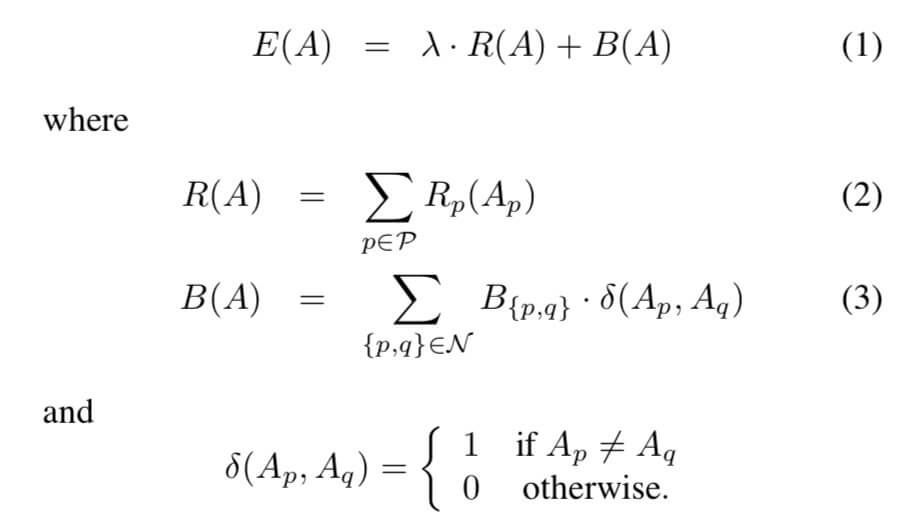 E(A) = λ · R(A) + B(A) (1)
where
R(A) = ∑_{p∈𝒫} R_p(A_p) (2)
B(A) = ∑_{{p,q}∈𝒩} B_{{p,q}} · δ(A_p, A_q) (3)
and
δ(A_p, A_q) = { 1 if A_p ≠ A_q
0 otherwise.